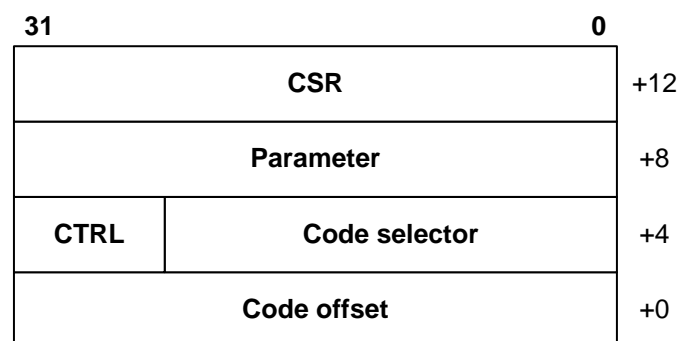 31 0
CSR +12
Parameter +8
CTRL Code selector +4
Code offset +0